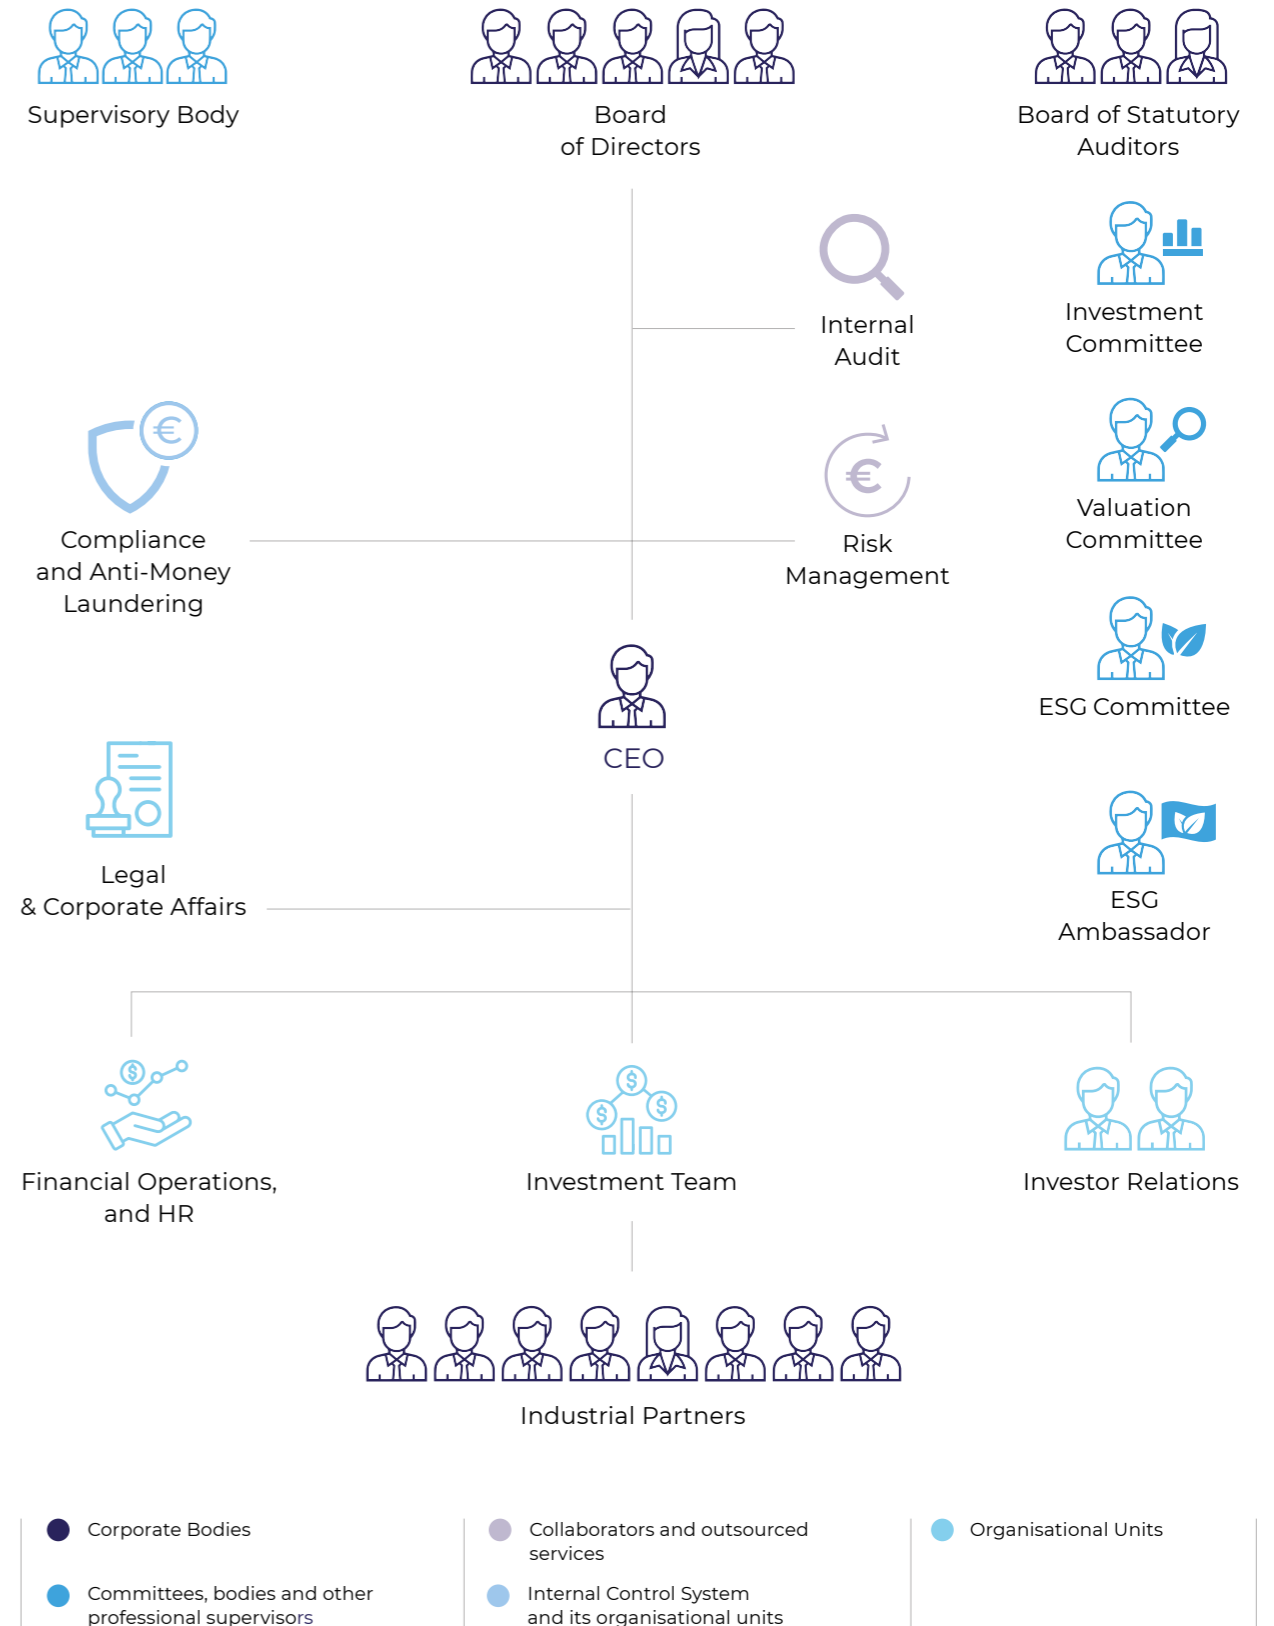 Supervisory Body
Board
of Directors
Board of Statutory
Auditors
Internal
Audit
Investment
Committee
Compliance
and Anti-Money
Laundering
Risk
Management
Valuation
Committee
ESG Committee
CEO
Legal
& Corporate Affairs
ESG
Ambassador
Financial Operations,
and HR
Investment Team
Investor Relations
Industrial Partners
Corporate Bodies
Committees, bodies and other
professional supervisors
Collaborators and outsourced
services
Internal Control System
and its organisational units
Organisational Units